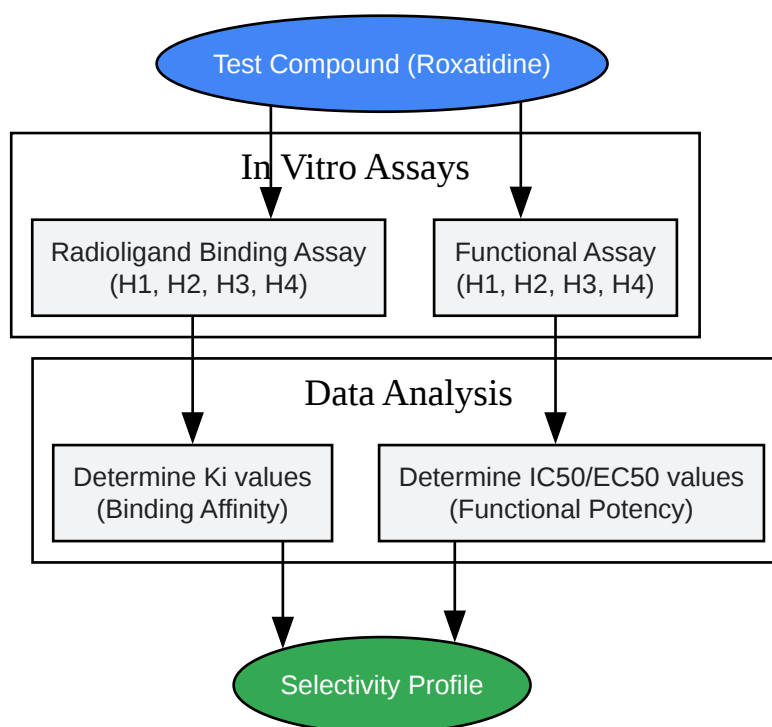 Test Compound (Roxatidine)
In Vitro Assays
Radioligand Binding Assay
(H1, H2, H3, H4)
Functional Assay
(H1, H2, H3, H4)
Data Analysis
Determine Ki values
(Binding Affinity)
Determine IC50/EC50 values
(Functional Potency)
Selectivity Profile